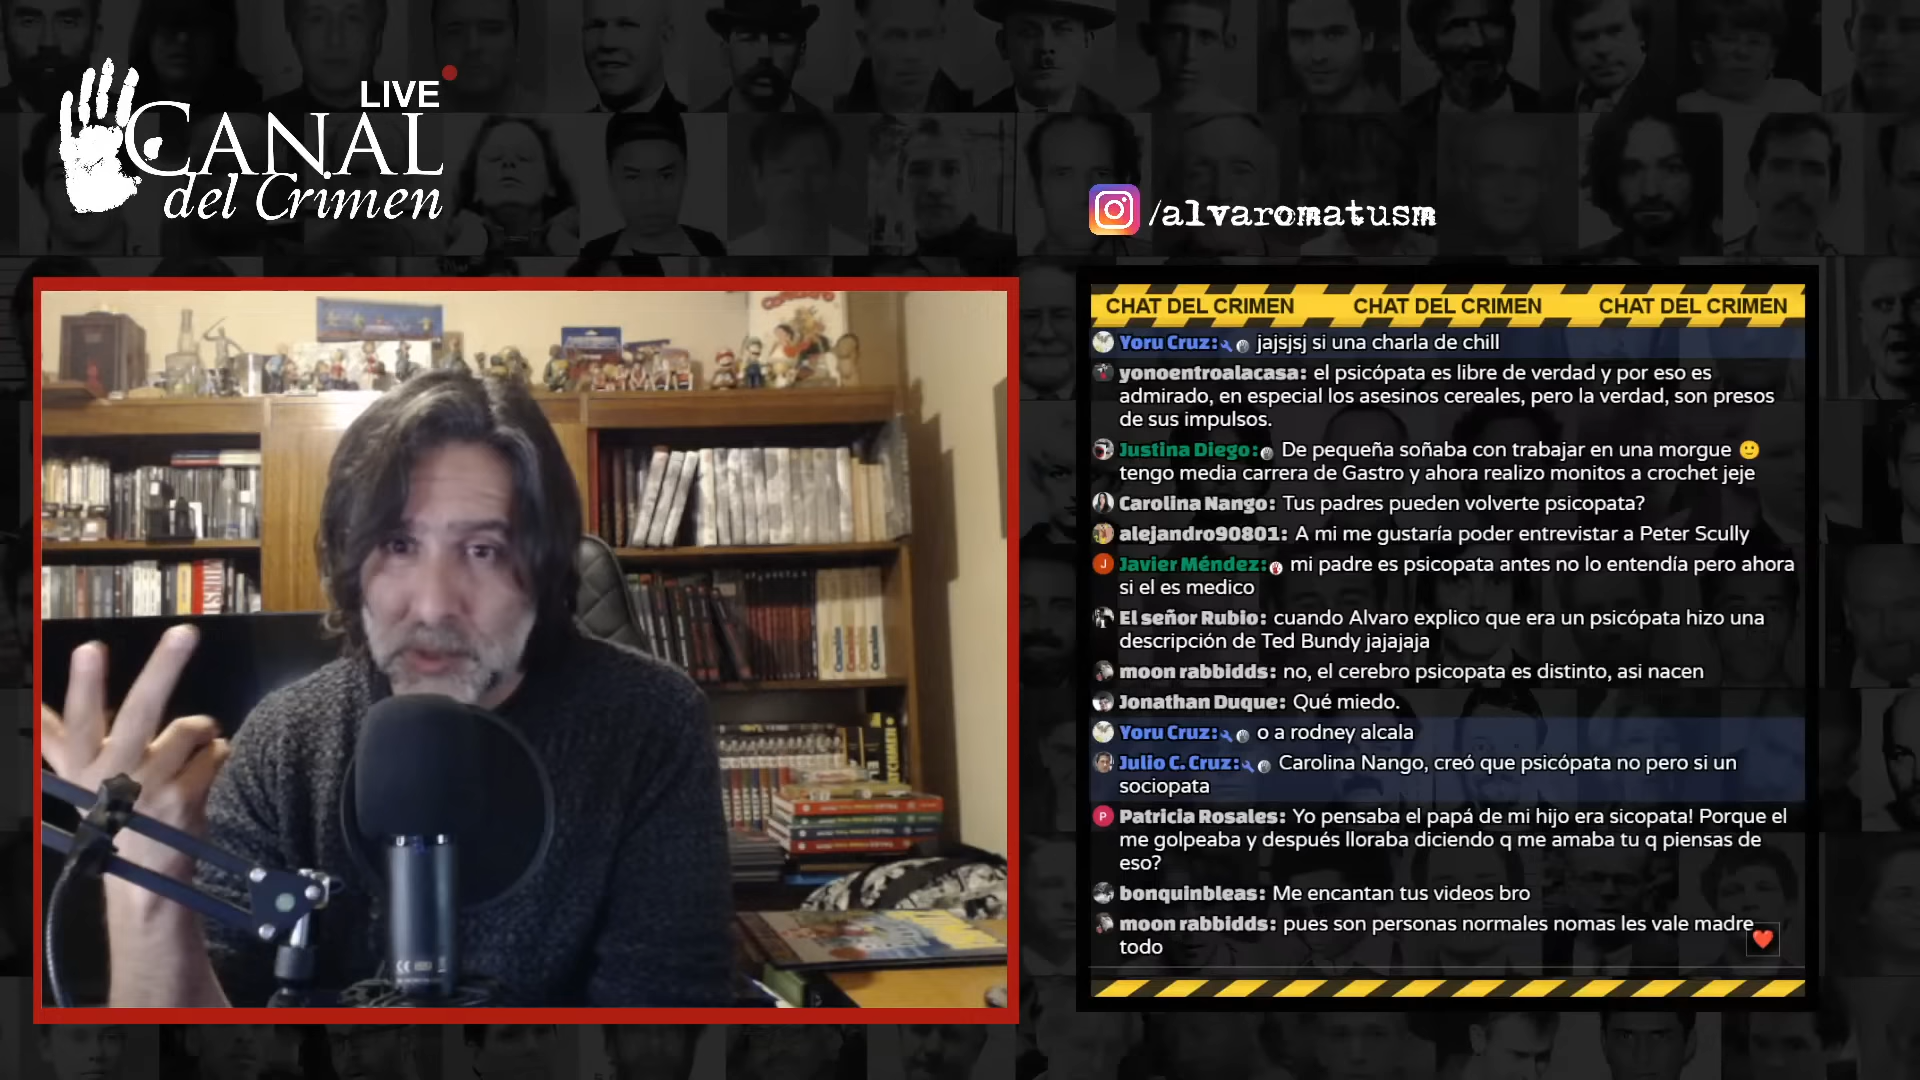 LIVE
CANAL
del Crimen
/alvaromatusm
CHAT DEL CRIMEN CHAT DEL CRIMEN CHAT DEL CRIMEN
Yoru Cruz: jajsjsj si una charla de chill
yonoentroalacasa: el psicópata es libre de verdad y por eso es
admirado, en especial los asesinos cereales, pero la verdad, son presos
de sus impulsos.
Justina Diego: De pequeña soñaba con trabajar en una morgue 🙂
tengo media carrera de Gastro y ahora realizo monitos a crochet jeje
Carolina Nango: Tus padres pueden volverte psicopata?
alejandro90801: A mi me gustaría poder entrevistar a Peter Scully
J
Javier Méndez: mi padre es psicopata antes no lo entendía pero ahora
si el es medico
El señor Rubio: cuando Alvaro explico que era un psicópata hizo una
descripción de Ted Bundy jajajaja
moon rabbidds: no, el cerebro psicopata es distinto, asi nacen
Jonathan Duque: Qué miedo.
Yoru Cruz: o a rodney alcala
Julio C. Cruz: Carolina Nango, creó que psicópata no pero si un
sociopata
P
Patricia Rosales: Yo pensaba el papá de mi hijo era sicopata! Porque el
me golpeaba y después lloraba diciendo q me amaba tu q piensas de
eso?
bonquinbleas: Me encantan tus videos bro
moon rabbidds: pues son personas normales nomas les vale madre
todo